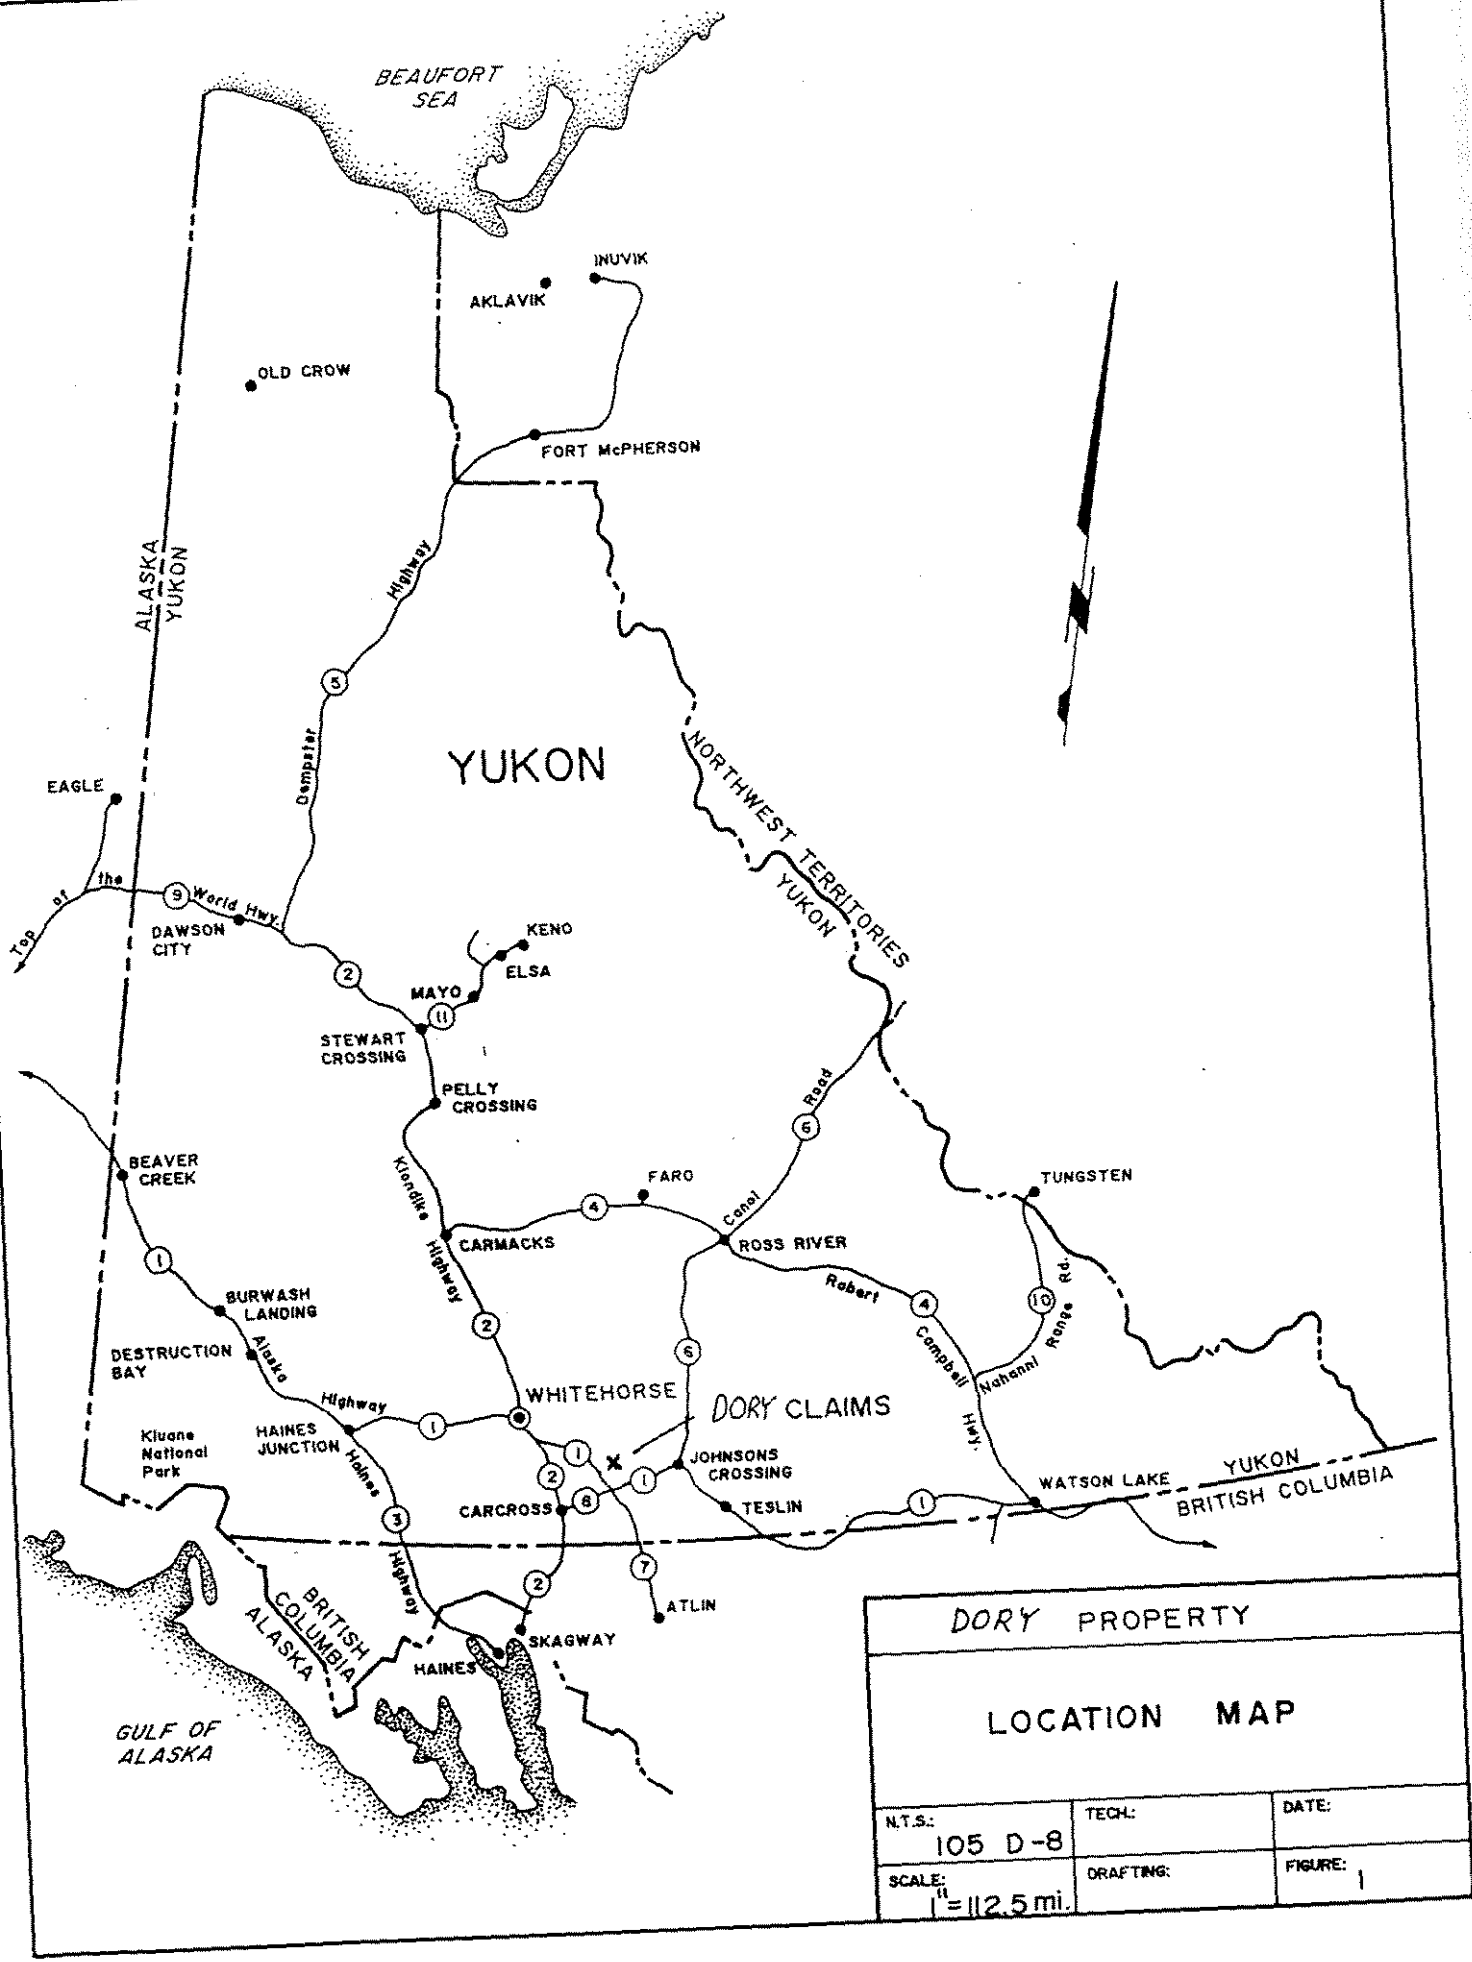 BEAUFORT
SEA
INUVIK
AKLAVIK
OLD CROW
FORT McPHERSON
Highway
ALASKA
YUKON
5
Dempster
YUKON
NORTHWEST TERRITORIES
YUKON
EAGLE
Top of the World Hwy.
9
DAWSON
CITY
KENO
ELSA
2
MAYO
11
STEWART
CROSSING
PELLY
CROSSING
Road
6
BEAVER
CREEK
Klondike
FARO
TUNGSTEN
4
Canol
CARMACKS
ROSS RIVER
1
Highway
Robert
Rd.
BURWASH
LANDING
4
10
2
Range
DESTRUCTION
BAY
Alaska
6
Campbell
Nahanni
Highway
WHITEHORSE
DORY CLAIMS
Hwy.
Kluane
National
Park
HAINES
JUNCTION
1
1
Haines
2
JOHNSONS
CROSSING
YUKON
BRITISH COLUMBIA
WATSON LAKE
CARCROSS
8
1
TESLIN
1
3
Highway
7
2
BRITISH
COLUMBIA
ALASKA
ATLIN
SKAGWAY
HAINES
GULF OF
ALASKA
DORY PROPERTY
LOCATION MAP
N.T.S.:
105 D-8
TECH.:
DATE:
SCALE:
1"=112.5 mi.
DRAFTING:
FIGURE:
1